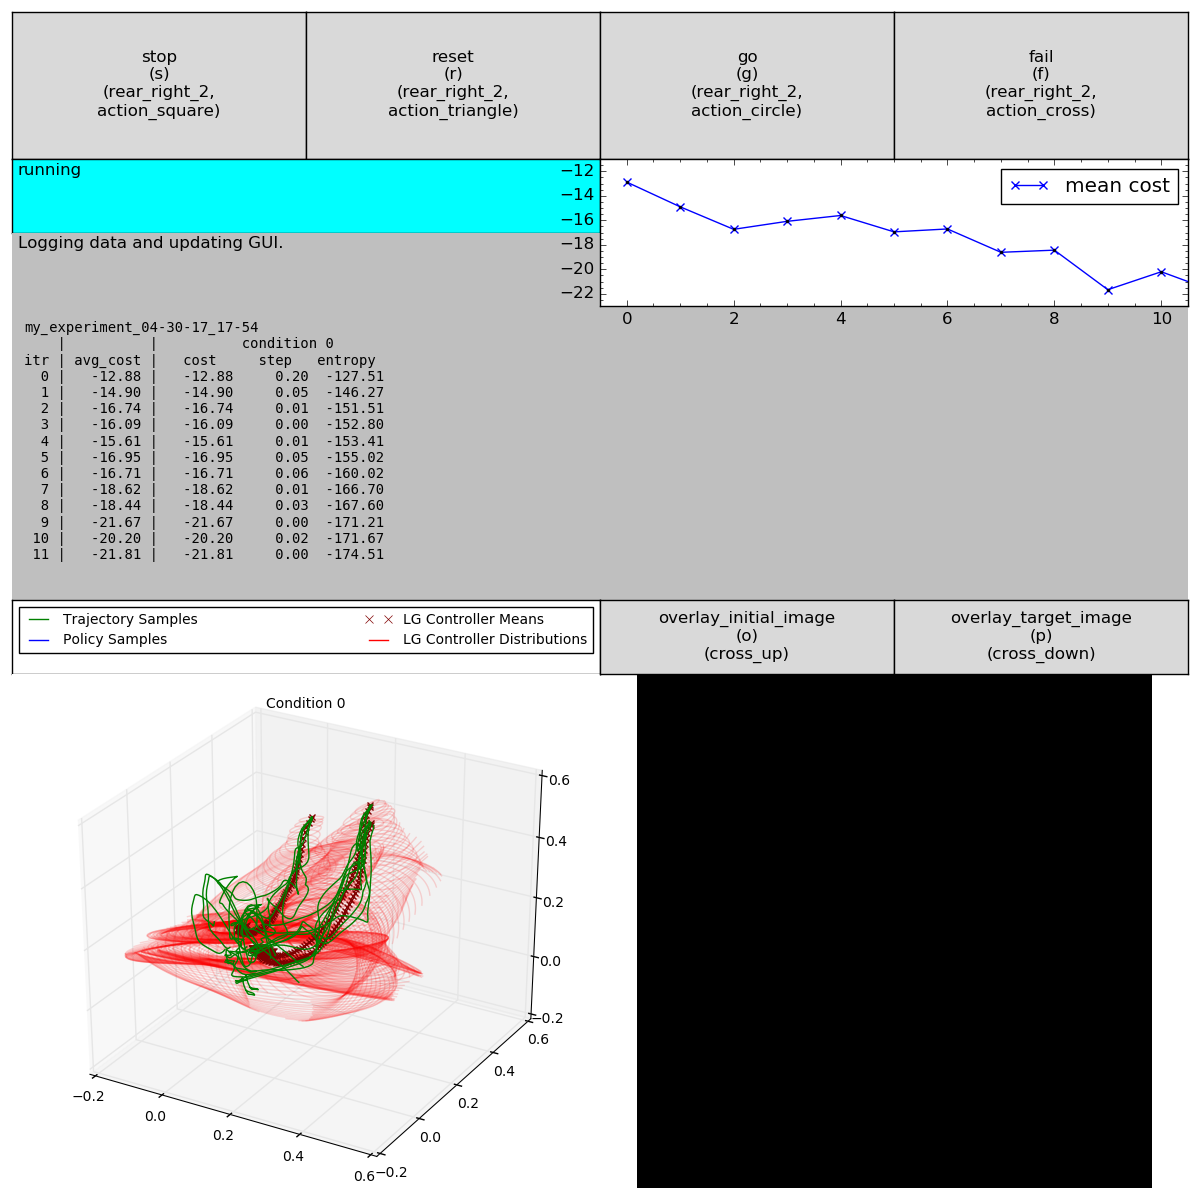 stop
(s)
(rear_right_2,
action_square)
reset
(r)
(rear_right_2,
action_triangle)
go
(g)
(rear_right_2,
action_circle)
fail
(f)
(rear_right_2,
action_cross)
running
Logging data and updating GUI.
−12
−14
−16
−18
−20
−22
mean cost
0 2 4 6 8 10
my_experiment_04-30-17_17-54
| | condition 0
itr | avg_cost | cost step entropy
0 | -12.88 | -12.88 0.20 -127.51
1 | -14.90 | -14.90 0.05 -146.27
2 | -16.74 | -16.74 0.01 -151.51
3 | -16.09 | -16.09 0.00 -152.80
4 | -15.61 | -15.61 0.01 -153.41
5 | -16.95 | -16.95 0.05 -155.02
6 | -16.71 | -16.71 0.06 -160.02
7 | -18.62 | -18.62 0.01 -166.70
8 | -18.44 | -18.44 0.03 -167.60
9 | -21.67 | -21.67 0.00 -171.21
10 | -20.20 | -20.20 0.02 -171.67
11 | -21.81 | -21.81 0.00 -174.51
Trajectory Samples
Policy Samples
LG Controller Means
LG Controller Distributions
overlay_initial_image
(o)
(cross_up)
overlay_target_image
(p)
(cross_down)
Condition 0
0.6
0.4
0.2
0.0
−0.2
0.6
0.4
0.2
0.0
−0.2
−0.2
0.0
0.2
0.4
0.6